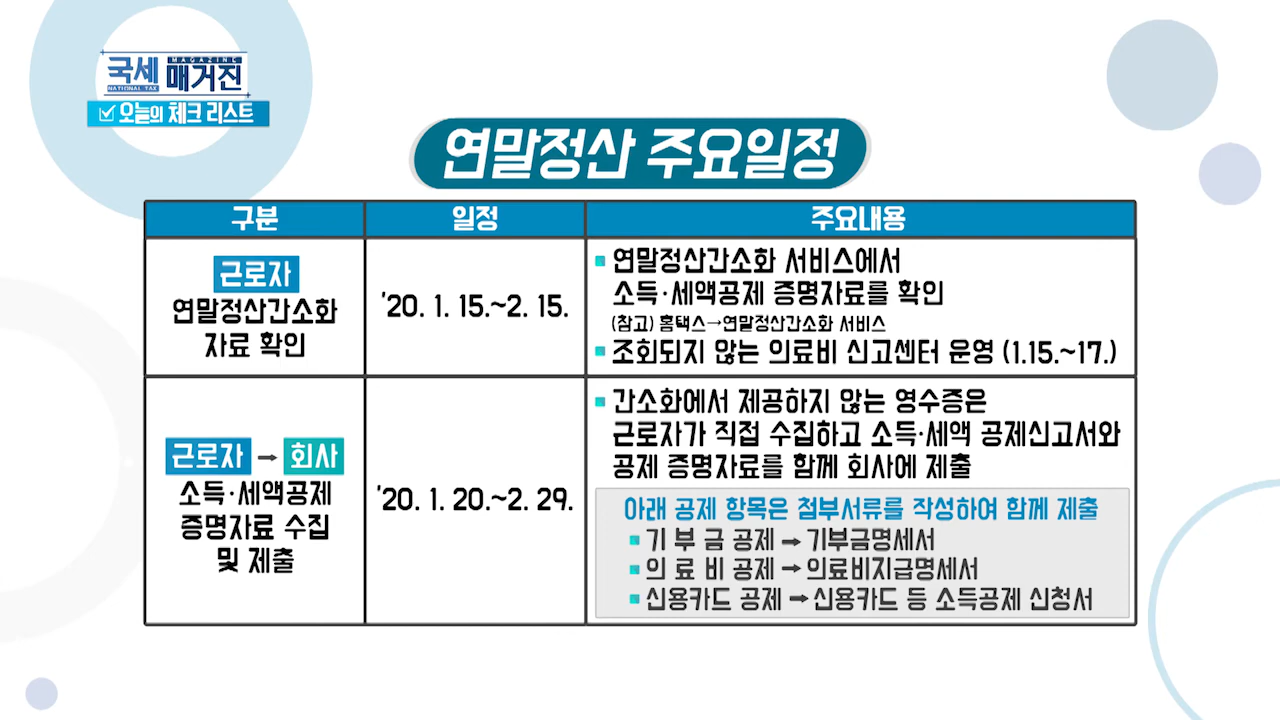 국세 MAGAZINE 매거진
NATIONAL TAX
오늘의 체크 리스트
연말정산 주요일정
구분 일정 주요내용
근로자
연말정산간소화
자료 확인
'20. 1. 15.~2. 15.
연말정산간소화 서비스에서
소득·세액공제 증명자료를 확인
(참고) 홈택스→연말정산간소화 서비스
조회되지 않는 의료비 신고센터 운영 (1.15.~17.)
근로자 → 회사
소득·세액공제
증명자료 수집
및 제출
'20. 1. 20.~2. 29.
간소화에서 제공하지 않는 영수증은
근로자가 직접 수집하고 소득·세액 공제신고서와
공제 증명자료를 함께 회사에 제출
아래 공제 항목은 첨부서류를 작성하여 함께 제출
기 부 금 공제 → 기부금명세서
의 료 비 공제 → 의료비지급명세서
신용카드 공제 → 신용카드 등 소득공제 신청서